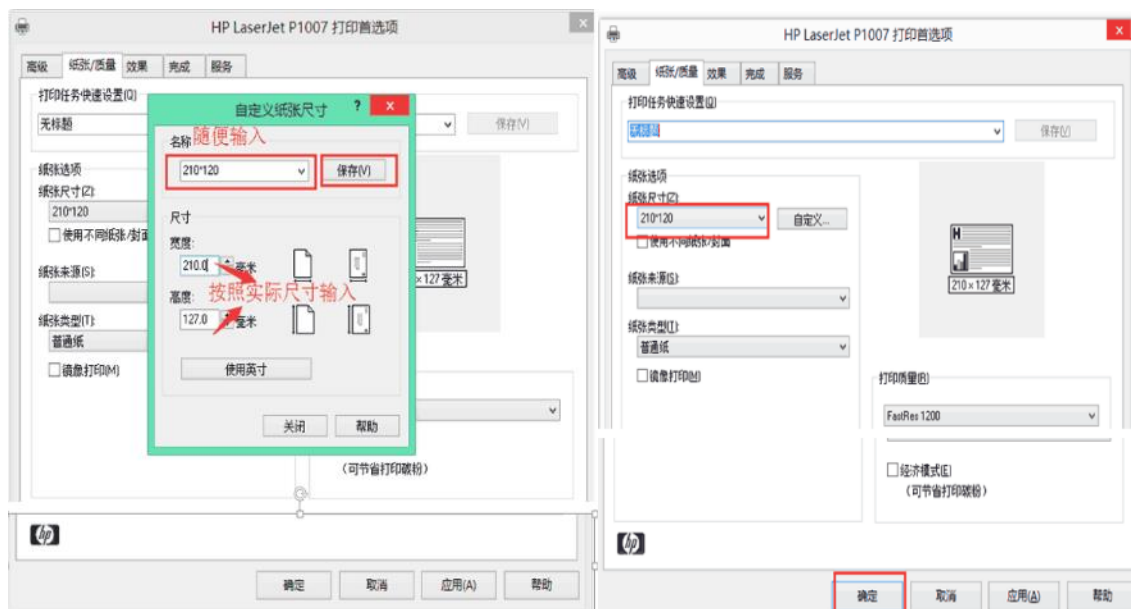 HP LaserJet P1007 打印首选项
高级 纸张/质量 效果 完成 服务
打印任务快速设置(Q)
无标题
保存(V)
纸张选项
纸张尺寸(Z):
210*120
使用不同纸张/封面
纸张来源(S):
纸张类型(T):
普通纸
镜像打印(M)
×127 毫米
(可节省打印碳粉)
自定义纸张尺寸 ?
名称 随便输入
210*120
保存(V)
尺寸
宽度:
210.0 毫米
按照实际尺寸输入
高度:
127.0 毫米
使用英寸
关闭 帮助
hp
确定 取消 应用(A) 帮助
HP LaserJet P1007 打印首选项
高级 纸张/质量 效果 完成 服务
打印任务快速设置(Q)
无标题
保存(V)
纸张选项
纸张尺寸(Z):
210*120
自定义...
使用不同纸张/封面
纸张来源(S):
纸张类型(T):
普通纸
镜像打印(M)
H
210 × 127 毫米
打印质量(R)
FastRes 1200
经济模式(E)
(可节省打印碳粉)
hp
确定 取消 应用(A) 帮助